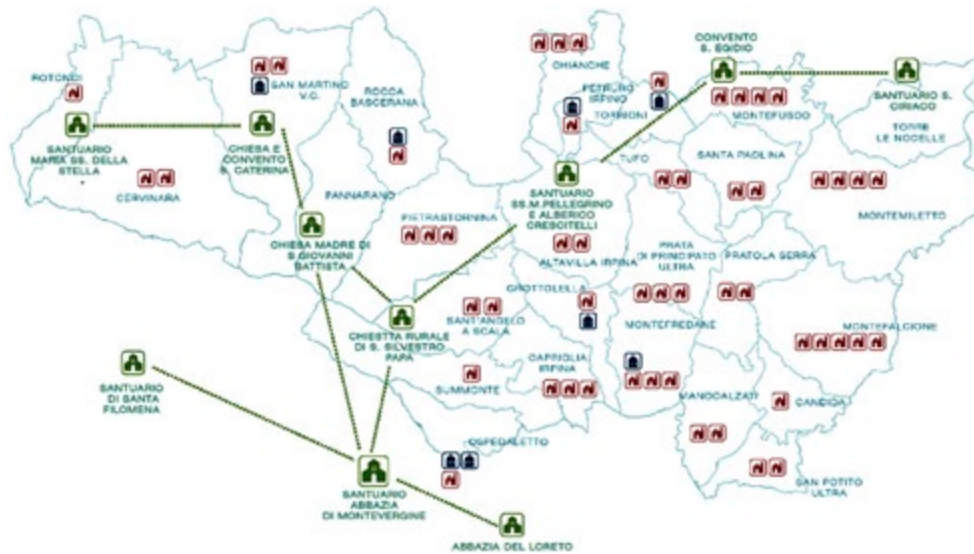 ROTONDI
SANTUARIO
MARIA SS. DELLA
STELLA
CERVINARA
SAN MARTINO
V.C.
CHIESA E
CONVENTO
S. CATERINA
ROCCA
BASCERANA
PANNARANO
CHIESA MADRE DI
S.GIOVANNI
BATTISTA
PIETRASTORNINA
CHIANCHE
PETRURO
IRPINO
TORRIONI
CONVENTO
S. EGIDIO
MONTEFUSCO
SANTUARIO S.
CIRIACO
TORRE
LE NOCELLE
TUFO
SANTA PAOLINA
SANTUARIO
SS.M.PELLEGRINO
E ALBERICO
CRESCITELLI
ALTAVILLA IRPINA
MONTEMILETTO
PRATA
DI PRINCIPATO
ULTRA
PRATOLA SERRA
GROTTOLELLA
SANT'ANGELO
A SCALA
CHIESTTA RURALE
DI S. SILVESTRO
PAPA
MONTEFREDANE
MONTEFALCIONE
SANTUARIO
DI SANTA
FILOMENA
SUMMONTE
CAPRIGLIA
IRPINA
MANOCALZATI
CANDIDA
OSPEDALETTO
SAN POTITO
ULTRA
SANTUARIO
ABBAZIA
DI MONTEVERGINE
ABBAZIA DEL LORETO